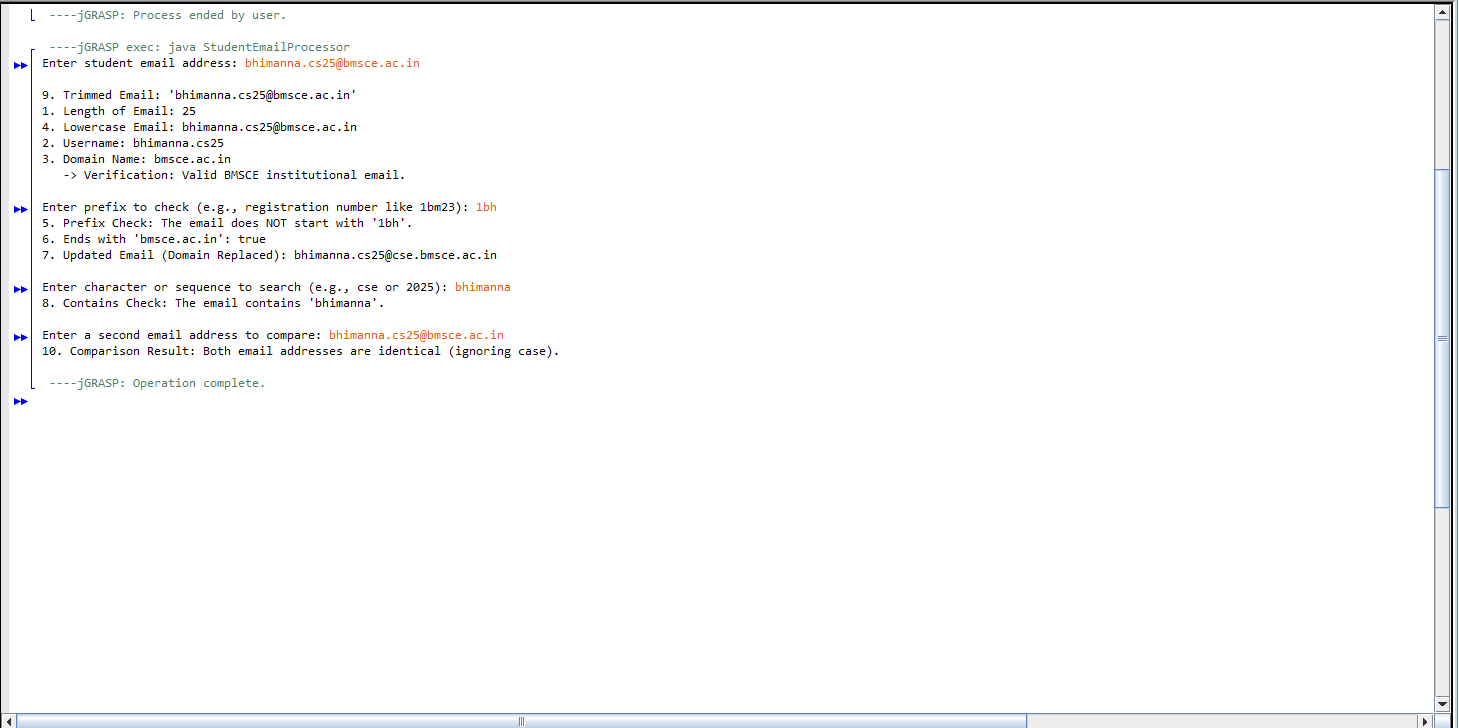 ----jGRASP: Process ended by user.
----jGRASP exec: java StudentEmailProcessor
Enter student email address: bhimanna.cs25@bmsce.ac.in
9. Trimmed Email: 'bhimanna.cs25@bmsce.ac.in'
1. Length of Email: 25
4. Lowercase Email: bhimanna.cs25@bmsce.ac.in
2. Username: bhimanna.cs25
3. Domain Name: bmsce.ac.in
-> Verification: Valid BMSCE institutional email.
Enter prefix to check (e.g., registration number like 1bm23): 1bh
5. Prefix Check: The email does NOT start with '1bh'.
6. Ends with 'bmsce.ac.in': true
7. Updated Email (Domain Replaced): bhimanna.cs25@cse.bmsce.ac.in
Enter character or sequence to search (e.g., cse or 2025): bhimanna
8. Contains Check: The email contains 'bhimanna'.
Enter a second email address to compare: bhimanna.cs25@bmsce.ac.in
10. Comparison Result: Both email addresses are identical (ignoring case).
----jGRASP: Operation complete.